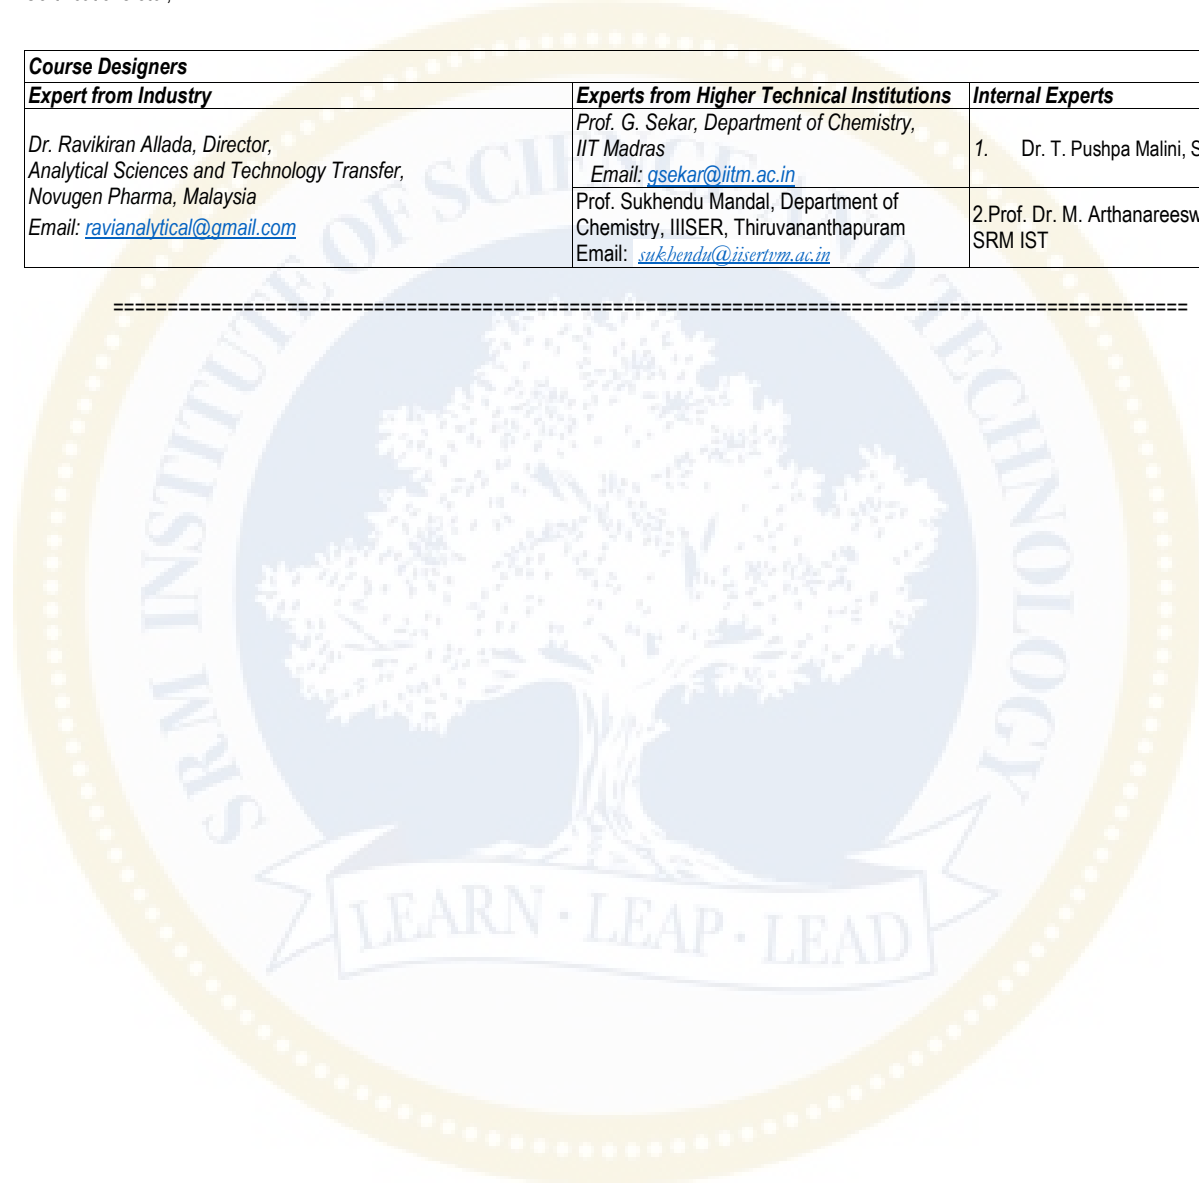 Course Designers
Expert from Industry
Experts from Higher Technical Institutions
Internal Experts
Dr. Ravikiran Allada, Director,
Analytical Sciences and Technology Transfer,
Novugen Pharma, Malaysia
Email: ravianalytical@gmail.com
Prof. G. Sekar, Department of Chemistry,
IIT Madras
Email: gsekar@iitm.ac.in
1. Dr. T. Pushpa Malini, S
Prof. Sukhendu Mandal, Department of
Chemistry, IIISER, Thiruvananthapuram
Email: sukhendu@iisertvm.ac.in
2.Prof. Dr. M. Arthanareesw
SRM IST
SRM INSTITUTE OF SCIENCE AND TECHNOLOGY
LEARN · LEAP · LEAD